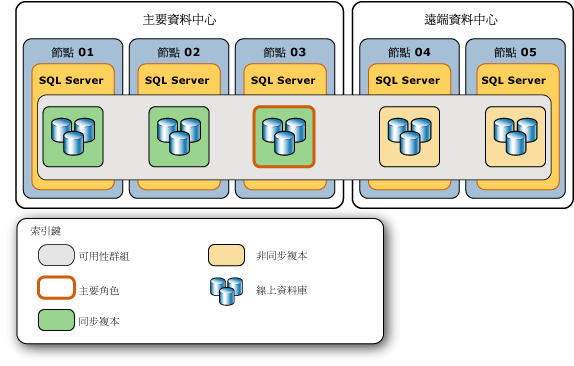 主要資料中心
遠端資料中心
節點 01
節點 02
節點 03
節點 04
節點 05
SQL Server
SQL Server
SQL Server
SQL Server
SQL Server
索引鍵
可用性群組
非同步複本
主要角色
線上資料庫
同步複本